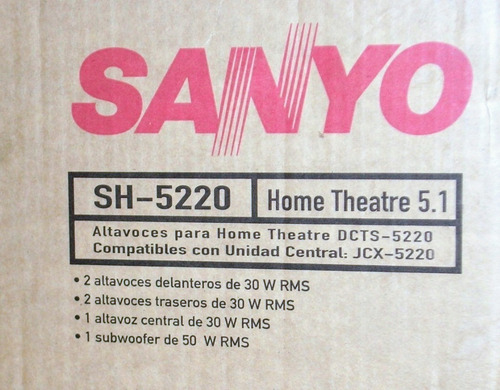 SANYO
SH-5220
Home Theatre 5.1
Altavoces para Home Theatre DCTS-5220
Compatibles con Unidad Central: JCX-5220
• 2 altavoces delanteros de 30 W RMS
• 2 altavoces traseros de 30 W RMS
• 1 altavoz central de 30 W RMS
• 1 subwoofer de 50 W RMS